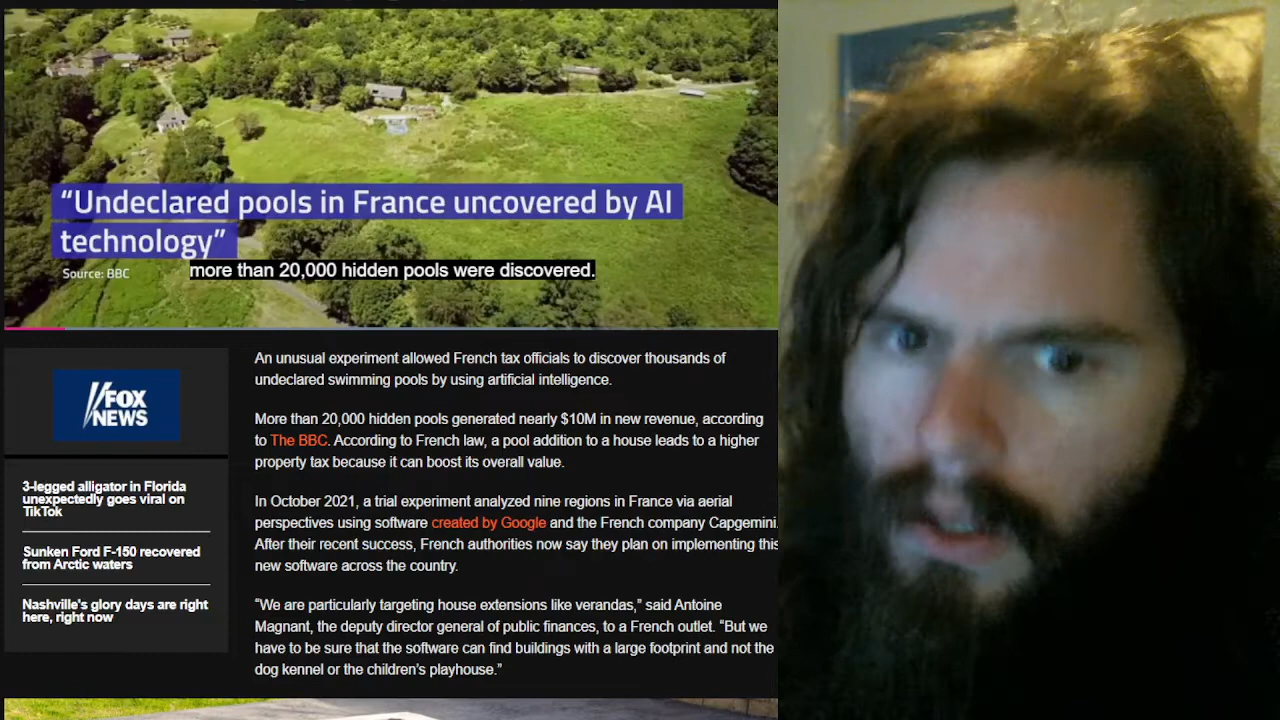 “Undeclared pools in France uncovered by AI
technology”
Source: BBC
more than 20,000 hidden pools were discovered.
FOX
NEWS
3-legged alligator in Florida
unexpectedly goes viral on
TikTok
Sunken Ford F-150 recovered
from Arctic waters
Nashville's glory days are right
here, right now
An unusual experiment allowed French tax officials to discover thousands of
undeclared swimming pools by using artificial intelligence.
More than 20,000 hidden pools generated nearly $10M in new revenue, according
to The BBC. According to French law, a pool addition to a house leads to a higher
property tax because it can boost its overall value.
In October 2021, a trial experiment analyzed nine regions in France via aerial
perspectives using software created by Google and the French company Capgemini.
After their recent success, French authorities now say they plan on implementing this
new software across the country.
“We are particularly targeting house extensions like verandas,” said Antoine
Magnant, the deputy director general of public finances, to a French outlet. “But we
have to be sure that the software can find buildings with a large footprint and not the
dog kennel or the children's playhouse.”